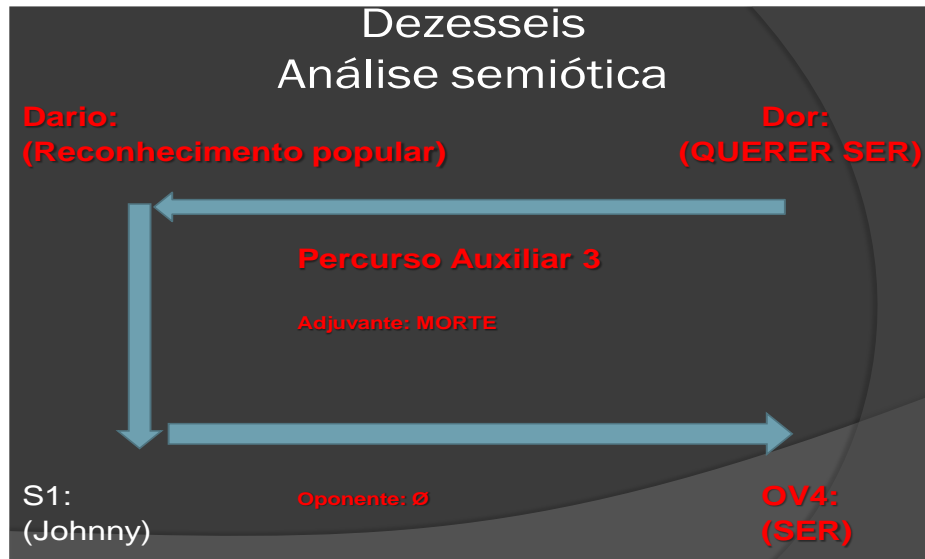 Dezesseis
Análise semiótica
Dario:
(Reconhecimento popular)
Dor:
(QUERER SER)
Percurso Auxiliar 3
Adjuvante: MORTE
S1:
(Johnny)
Oponente: Ø
OV4:
(SER)